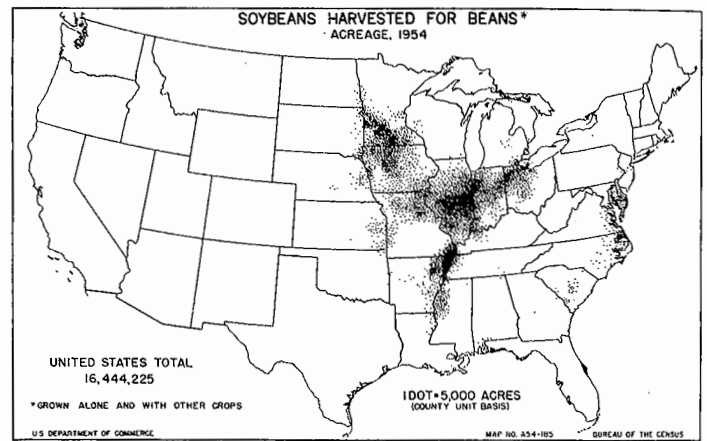 SOYBEANS HARVESTED FOR BEANS*
ACREAGE, 1954
UNITED STATES TOTAL
16,444,225
*GROWN ALONE AND WITH OTHER CROPS
1 DOT=5,000 ACRES
(COUNTY UNIT BASIS)
U S DEPARTMENT OF COMMERCE
MAP NO. A54-185
BUREAU OF THE CENSUS